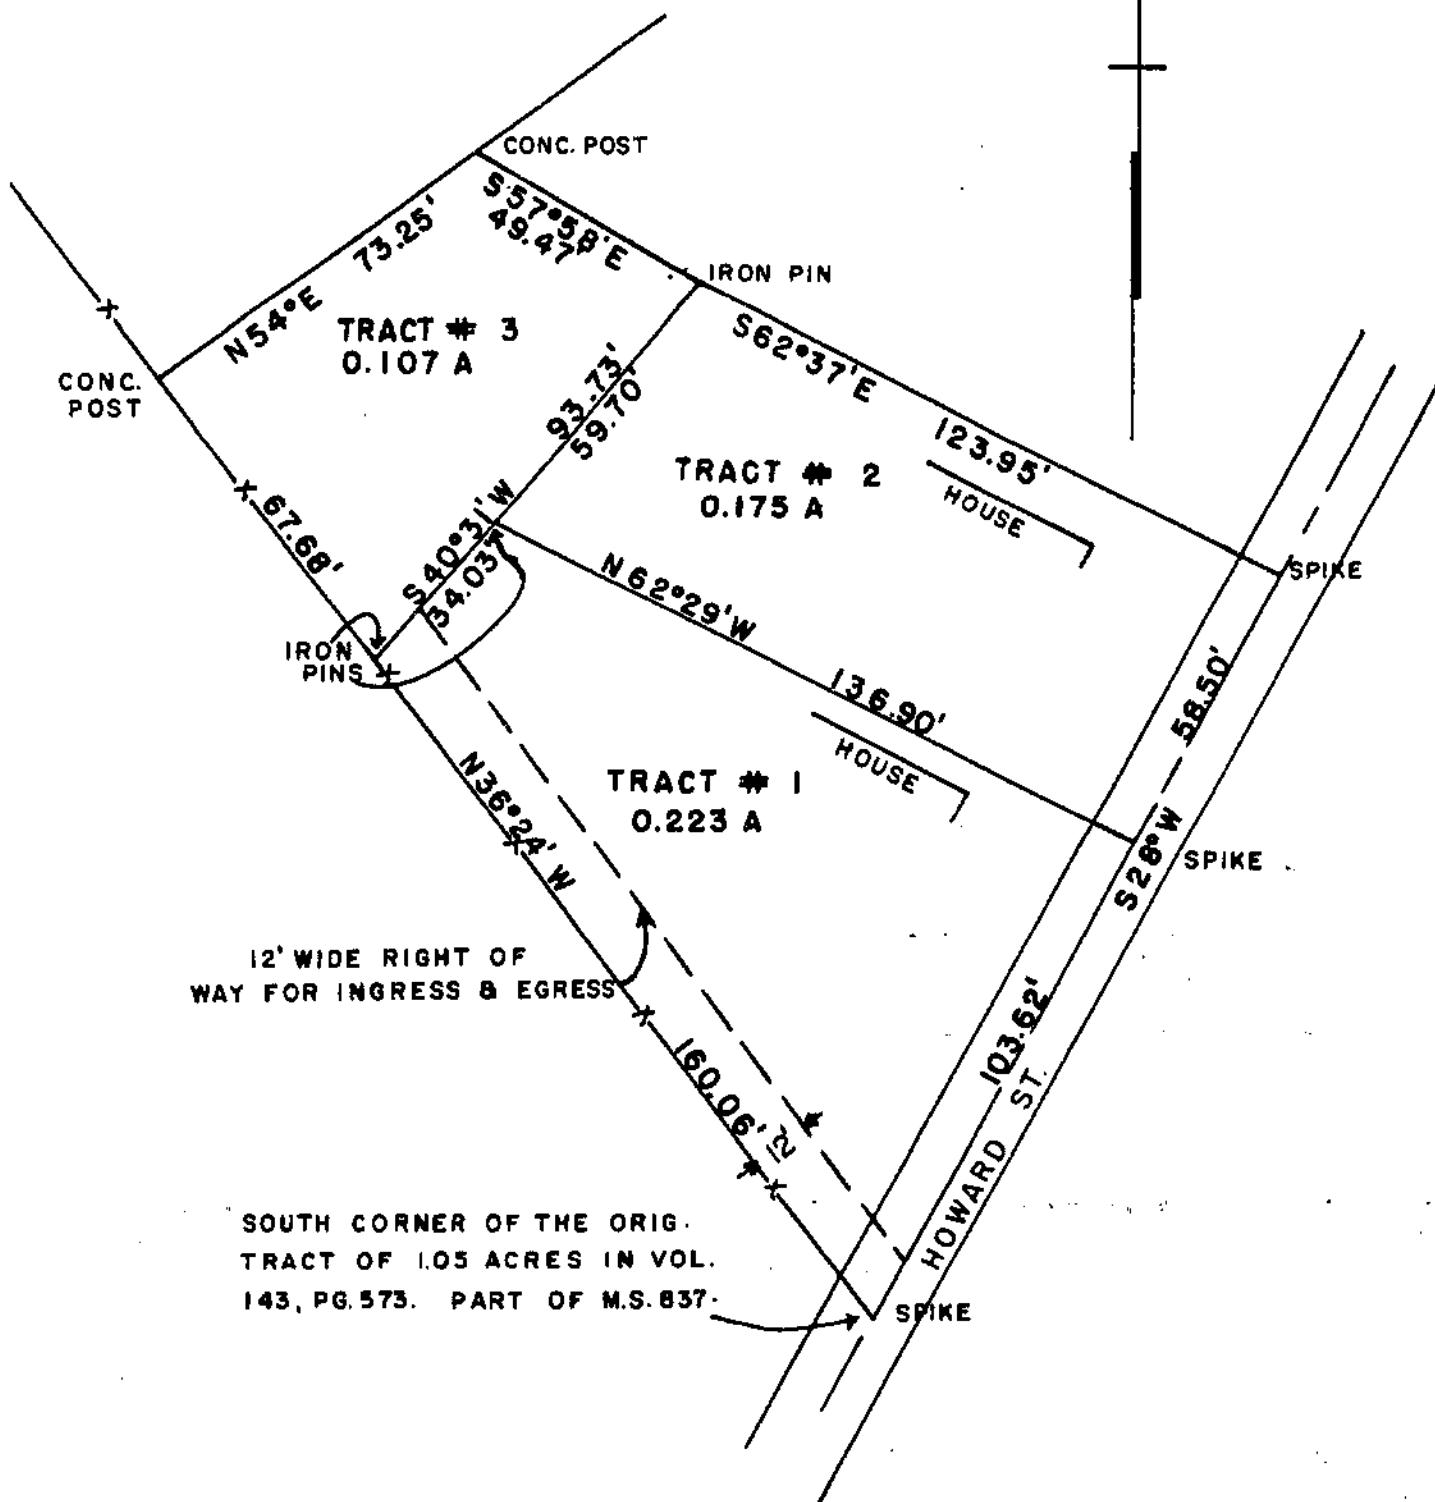 CONC. POST
S 57°58' E
49.47'
73.25'
N 54° E
IRON PIN
TRACT # 3
0.107 A
S 62°37' E
CONC.
POST
93.73'
59.70'
123.95'
TRACT # 2
0.175 A
HOUSE
67.68'
S 40°31' W
34.03'
N 62°29' W
SPIKE
IRON
PINS
136.90'
58.50'
HOUSE
N 36°24' W
TRACT # 1
0.223 A
S 28° W
SPIKE
12' WIDE RIGHT OF
WAY FOR INGRESS & EGRESS
103.62'
160.06'
12
HOWARD ST.
SOUTH CORNER OF THE ORIG.
TRACT OF 1.05 ACRES IN VOL.
143, PG. 573. PART OF M.S. 837.
SPIKE